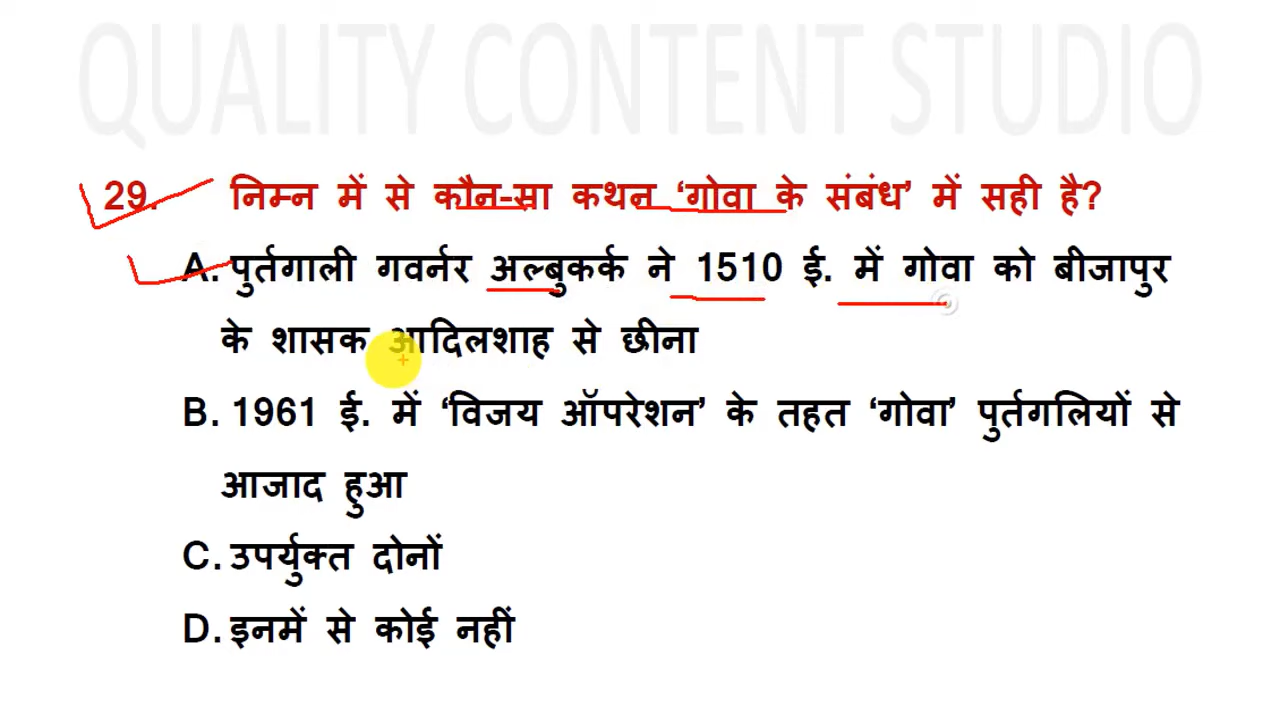 QUALITY CONTENT STUDIO
29. निम्न में से कौन-सा कथन ‘गोवा के संबंध’ में सही है?
A. पुर्तगाली गवर्नर अल्बुकर्क ने 1510 ई. में गोवा को बीजापुर
के शासक आदिलशाह से छीना
B. 1961 ई. में ‘विजय ऑपरेशन’ के तहत ‘गोवा’ पुर्तगलियों से
आजाद हुआ
C. उपर्युक्त दोनों
D. इनमें से कोई नहीं